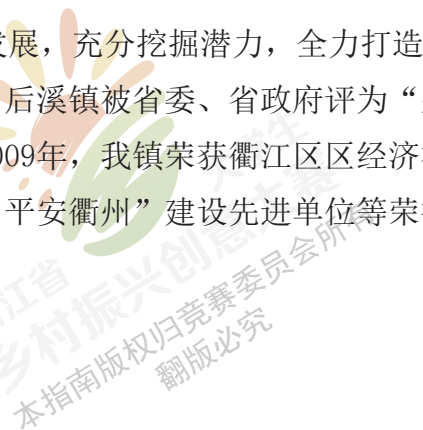 发展，充分挖掘潜力，全力打造
后溪镇被省委、省政府评为“
009年，我镇荣获衢江区区经济
平安衢州”建设先进单位等荣
大学生
江省
乡村振兴创意大赛
本指南版权归竞赛委员会所有
翻版必究